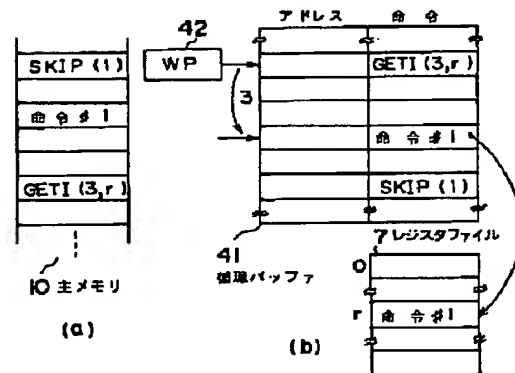 SKIP(1)
命令#1
GETI(3,r)
10 主メモリ
(a)
42
WP
アドレス 命令
GETI(3,r)
3
命令#1
SKIP(1)
41
循環バッファ
7 レジスタファイル
0
r 命令#1
(b)